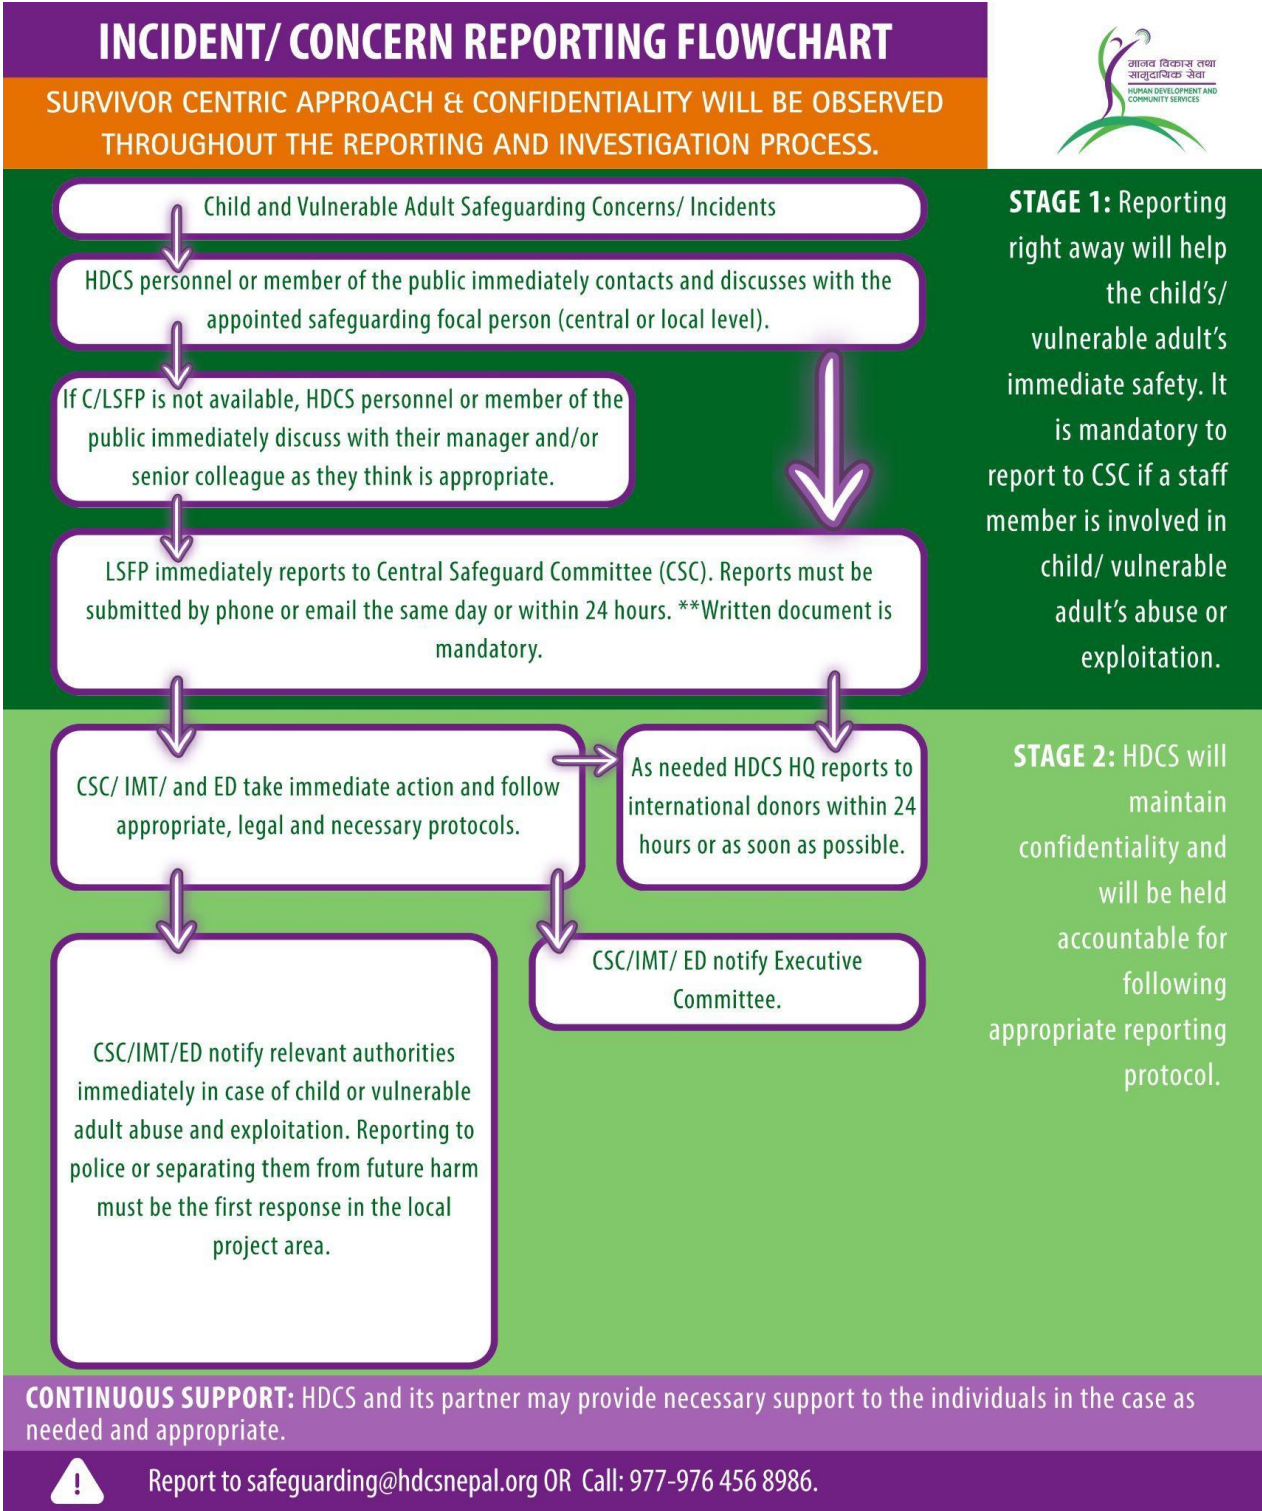 INCIDENT/ CONCERN REPORTING FLOWCHART
SURVIVOR CENTRIC APPROACH & CONFIDENTIALITY WILL BE OBSERVED
THROUGHOUT THE REPORTING AND INVESTIGATION PROCESS.
मानव विकास तथा
सामुदायिक सेवा
HUMAN DEVELOPMENT AND
COMMUNITY SERVICES
Child and Vulnerable Adult Safeguarding Concerns/ Incidents
HDCS personnel or member of the public immediately contacts and discusses with the
appointed safeguarding focal person (central or local level).
If C/LSFP is not available, HDCS personnel or member of the
public immediately discuss with their manager and/or
senior colleague as they think is appropriate.
LSFP immediately reports to Central Safeguard Committee (CSC). Reports must be
submitted by phone or email the same day or within 24 hours. **Written document is
mandatory.
STAGE 1: Reporting
right away will help
the child's/
vulnerable adult's
immediate safety. It
is mandatory to
report to CSC if a staff
member is involved in
child/ vulnerable
adult's abuse or
exploitation.
CSC/ IMT/ and ED take immediate action and follow
appropriate, legal and necessary protocols.
As needed HDCS HQ reports to
international donors within 24
hours or as soon as possible.
CSC/IMT/ ED notify Executive
Committee.
CSC/IMT/ED notify relevant authorities
immediately in case of child or vulnerable
adult abuse and exploitation. Reporting to
police or separating them from future harm
must be the first response in the local
project area.
STAGE 2: HDCS will
maintain
confidentiality and
will be held
accountable for
following
appropriate reporting
protocol.
CONTINUOUS SUPPORT: HDCS and its partner may provide necessary support to the individuals in the case as
needed and appropriate.
!
Report to safeguarding@hdcsnepal.org OR Call: 977-976 456 8986.